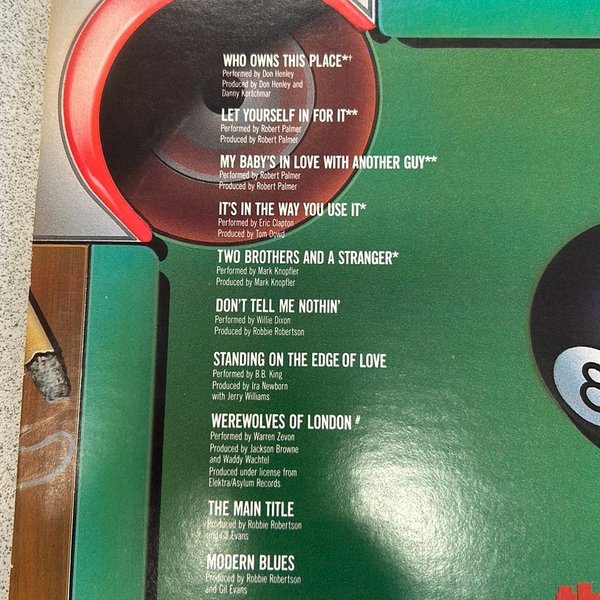 WHO OWNS THIS PLACE*†
Performed by Don Henley
Produced by Don Henley and
Danny Kortchmar
LET YOURSELF IN FOR IT**
Performed by Robert Palmer
Produced by Robert Palmer
MY BABY'S IN LOVE WITH ANOTHER GUY**
Performed by Robert Palmer
Produced by Robert Palmer
IT'S IN THE WAY YOU USE IT*
Performed by Eric Clapton
Produced by Tom Dowd
TWO BROTHERS AND A STRANGER*
Performed by Mark Knopfler
Produced by Mark Knopfler
DON'T TELL ME NOTHIN'
Performed by Willie Dixon
Produced by Robbie Robertson
STANDING ON THE EDGE OF LOVE
Performed by B.B. King
Produced by Ira Newborn
with Jerry Williams
WEREWOLVES OF LONDON #
Performed by Warren Zevon
Produced by Jackson Browne
and Waddy Wachtel
Produced under license from
Elektra/Asylum Records
THE MAIN TITLE
Produced by Robbie Robertson
and Gil Evans
MODERN BLUES
Produced by Robbie Robertson
and Gil Evans
8